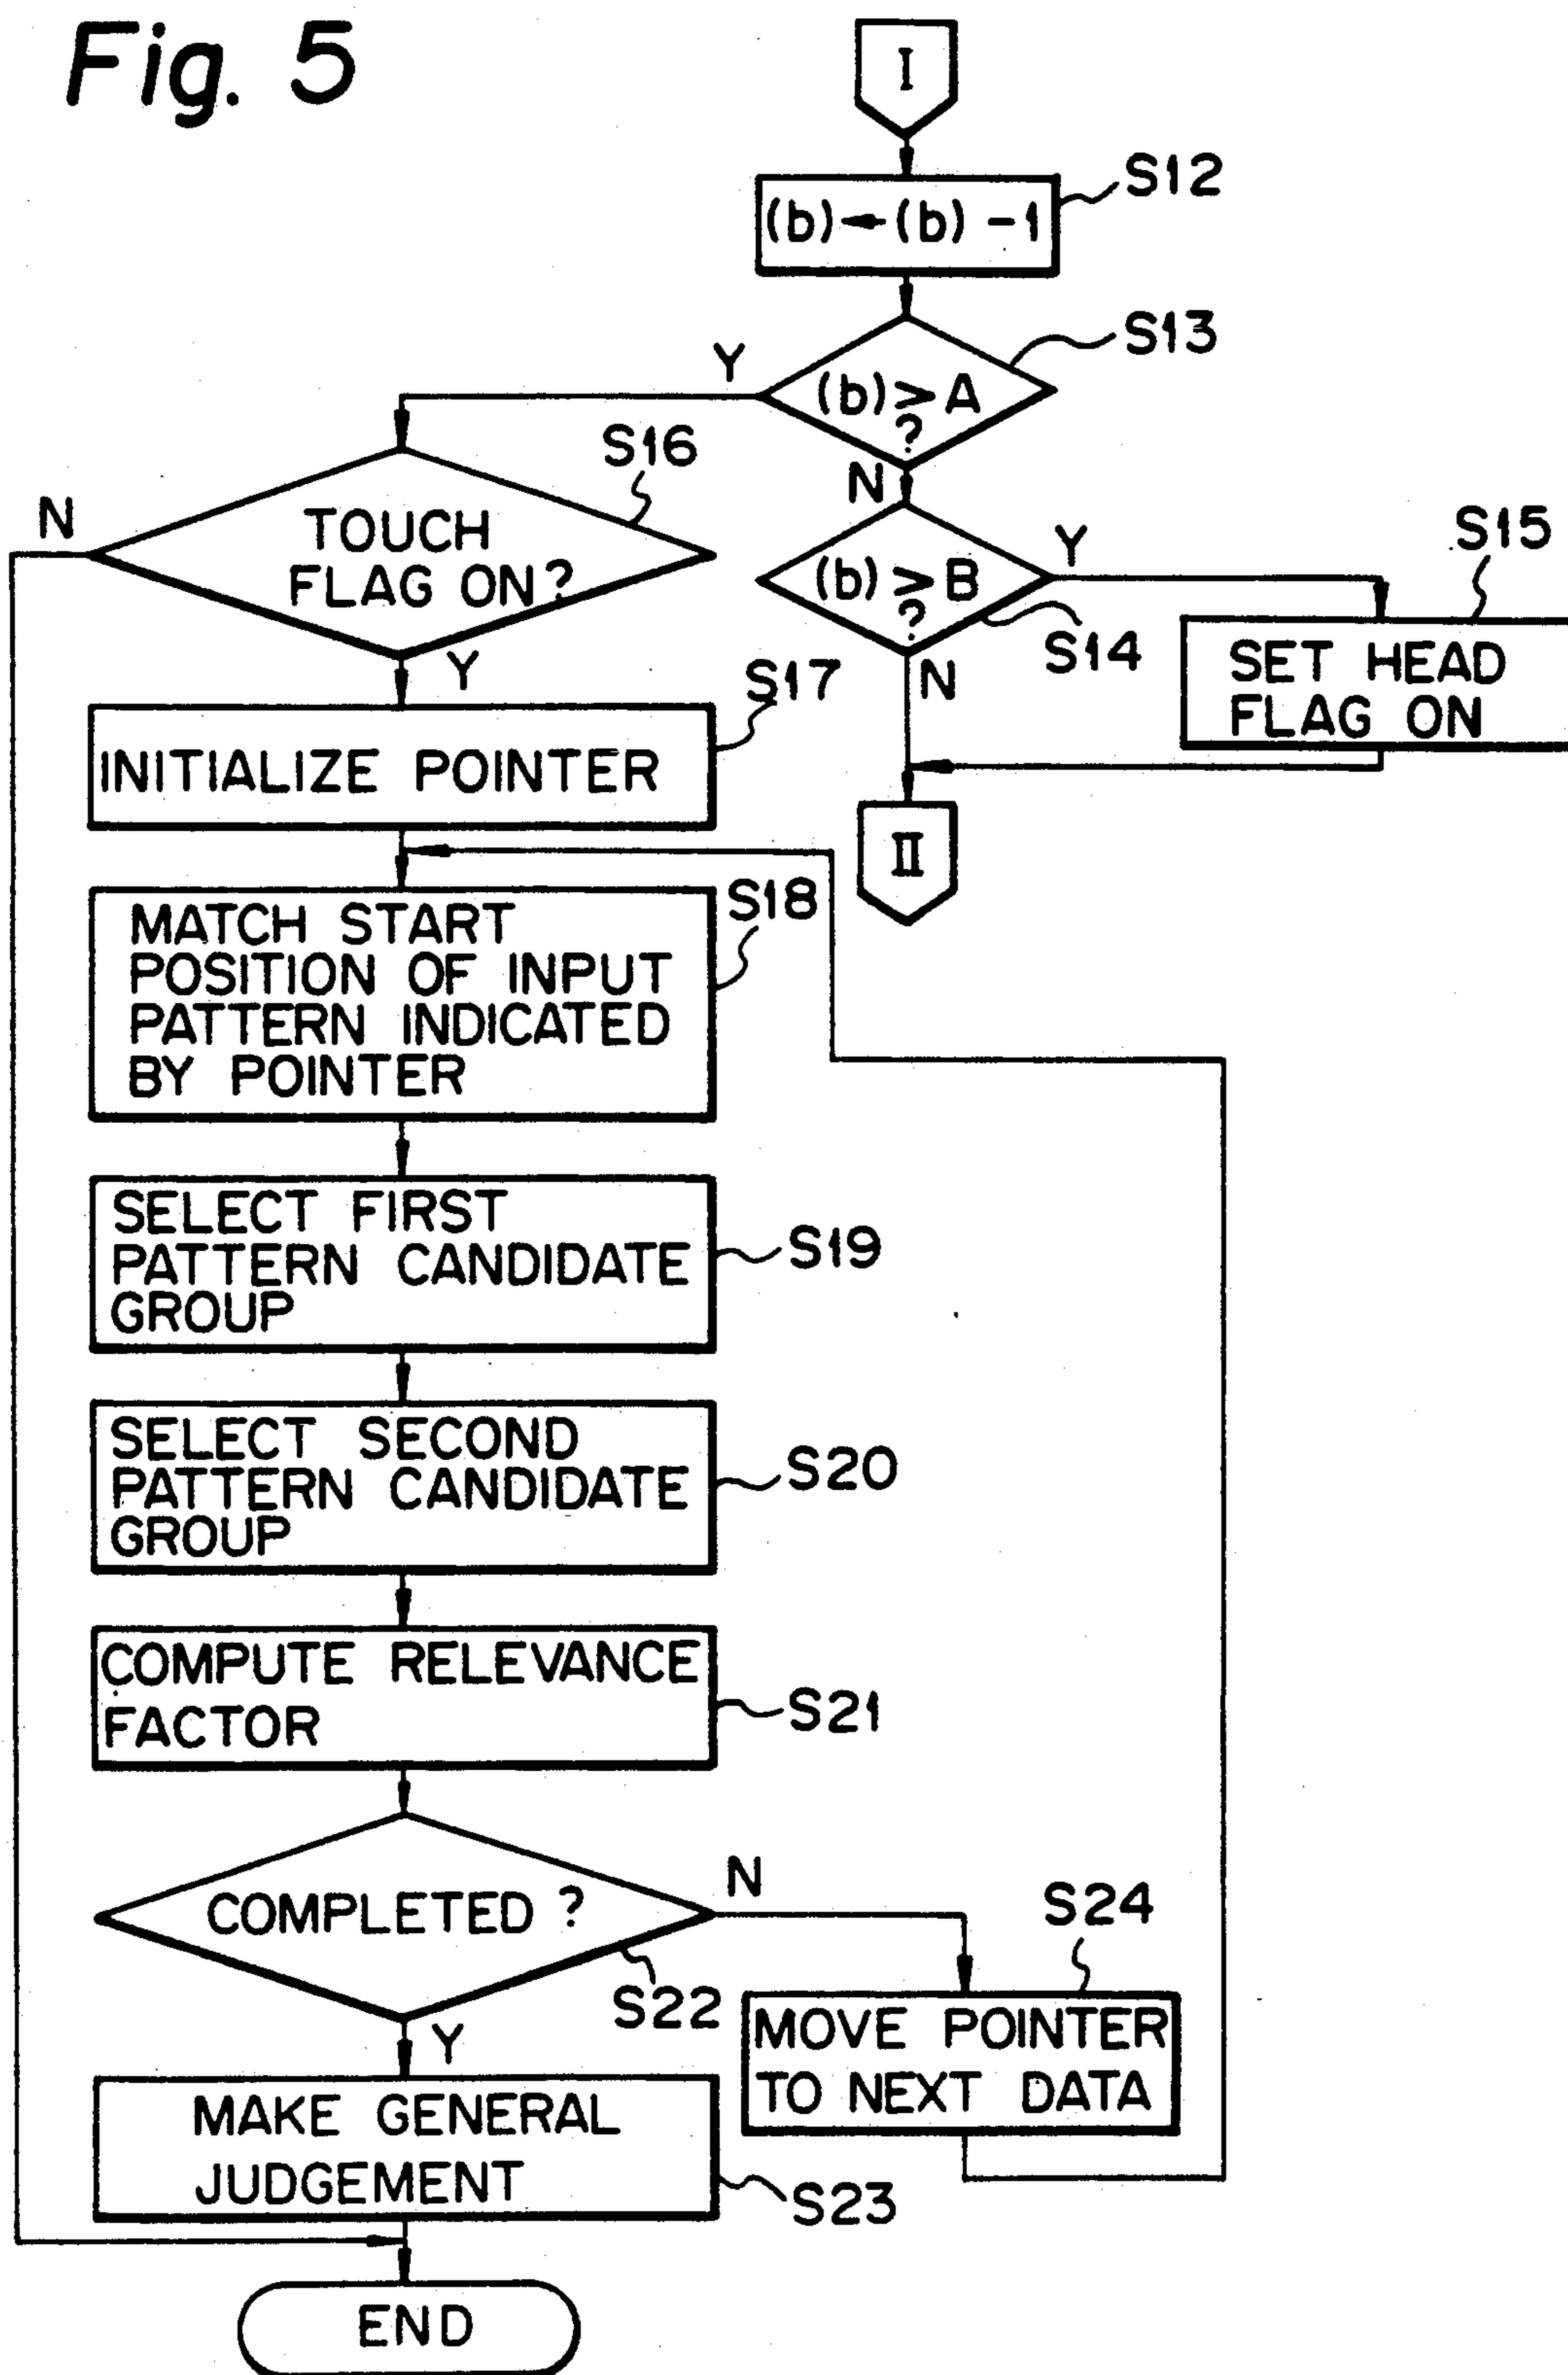 Fig. 5
I
S12
(b)←(b) -1
S13
Y
(b)≥A
?
N
S16
TOUCH
FLAG ON?
N
Y
(b)≥B
?
Y
S14
N
S15
SET HEAD
FLAG ON
II
S17
INITIALIZE POINTER
S18
MATCH START
POSITION OF INPUT
PATTERN INDICATED
BY POINTER
SELECT FIRST
PATTERN CANDIDATE
GROUP
S19
SELECT SECOND
PATTERN CANDIDATE
GROUP
S20
COMPUTE RELEVANCE
FACTOR
S21
COMPLETED ?
N
S22
Y
S24
MOVE POINTER
TO NEXT DATA
MAKE GENERAL
JUDGEMENT
S23
END